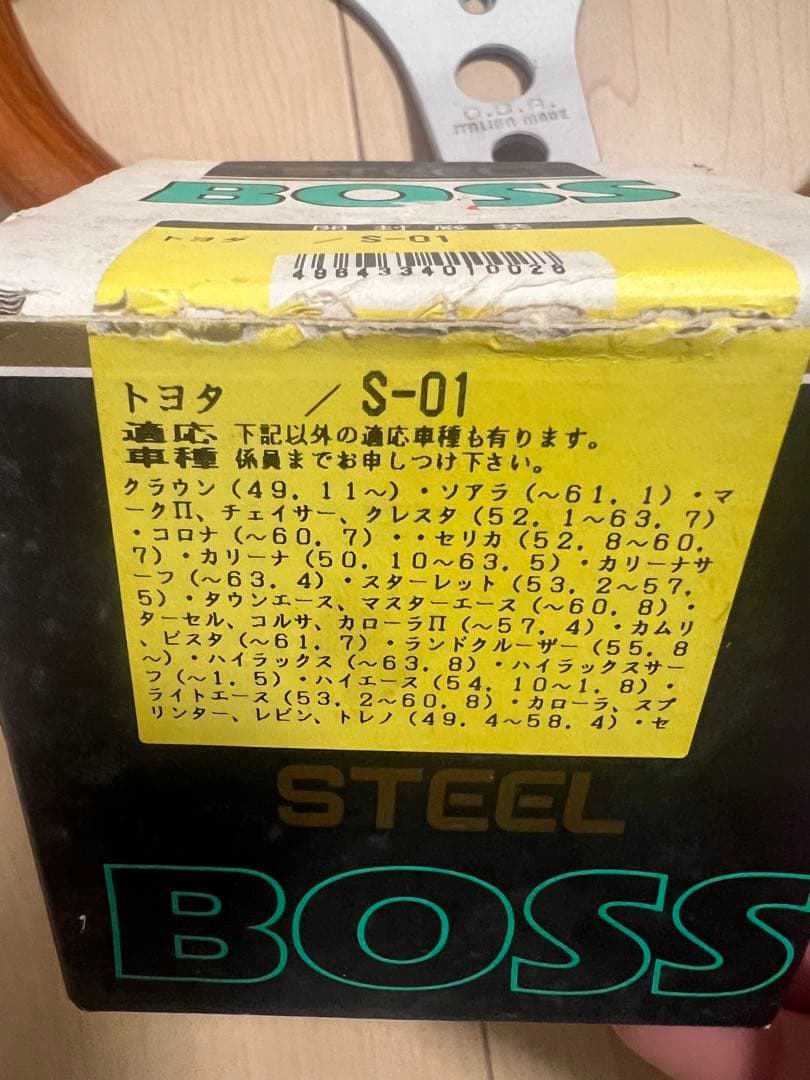 G.B.A.
ITALIAN MADE
BOSS
開封厳禁
トヨタ ／S-01
4964334010026
トヨタ ／S-01
適応 下記以外の適応車種も有ります。
車種 係員までお申しつけ下さい。
クラウン（49．11～）・ソアラ（～61．1）・マ
ークⅡ、チェイサー、クレスタ（52．1～63．7）
・コロナ（～60．7）・・セリカ（52．8～60．
7）・カリーナ（50．10～63．5）・カリーナサ
ーフ（～63．4）・スターレット（53．2～57．
5）・タウンエース、マスターエース（～60．8）・
ターセル、コルサ、カローラⅡ（～57．4）・カムリ
、ビスタ（～61．7）・ランドクルーザー（55．8
～）・ハイラックス（～63．8）・ハイラックスサー
フ（～1．5）・ハイエース（54．10～1．8）・
ライトエース（53．2～60．8）・カローラ、スプ
リンター、レビン、トレノ（49．4～58．4）・セ
STEEL
BOSS